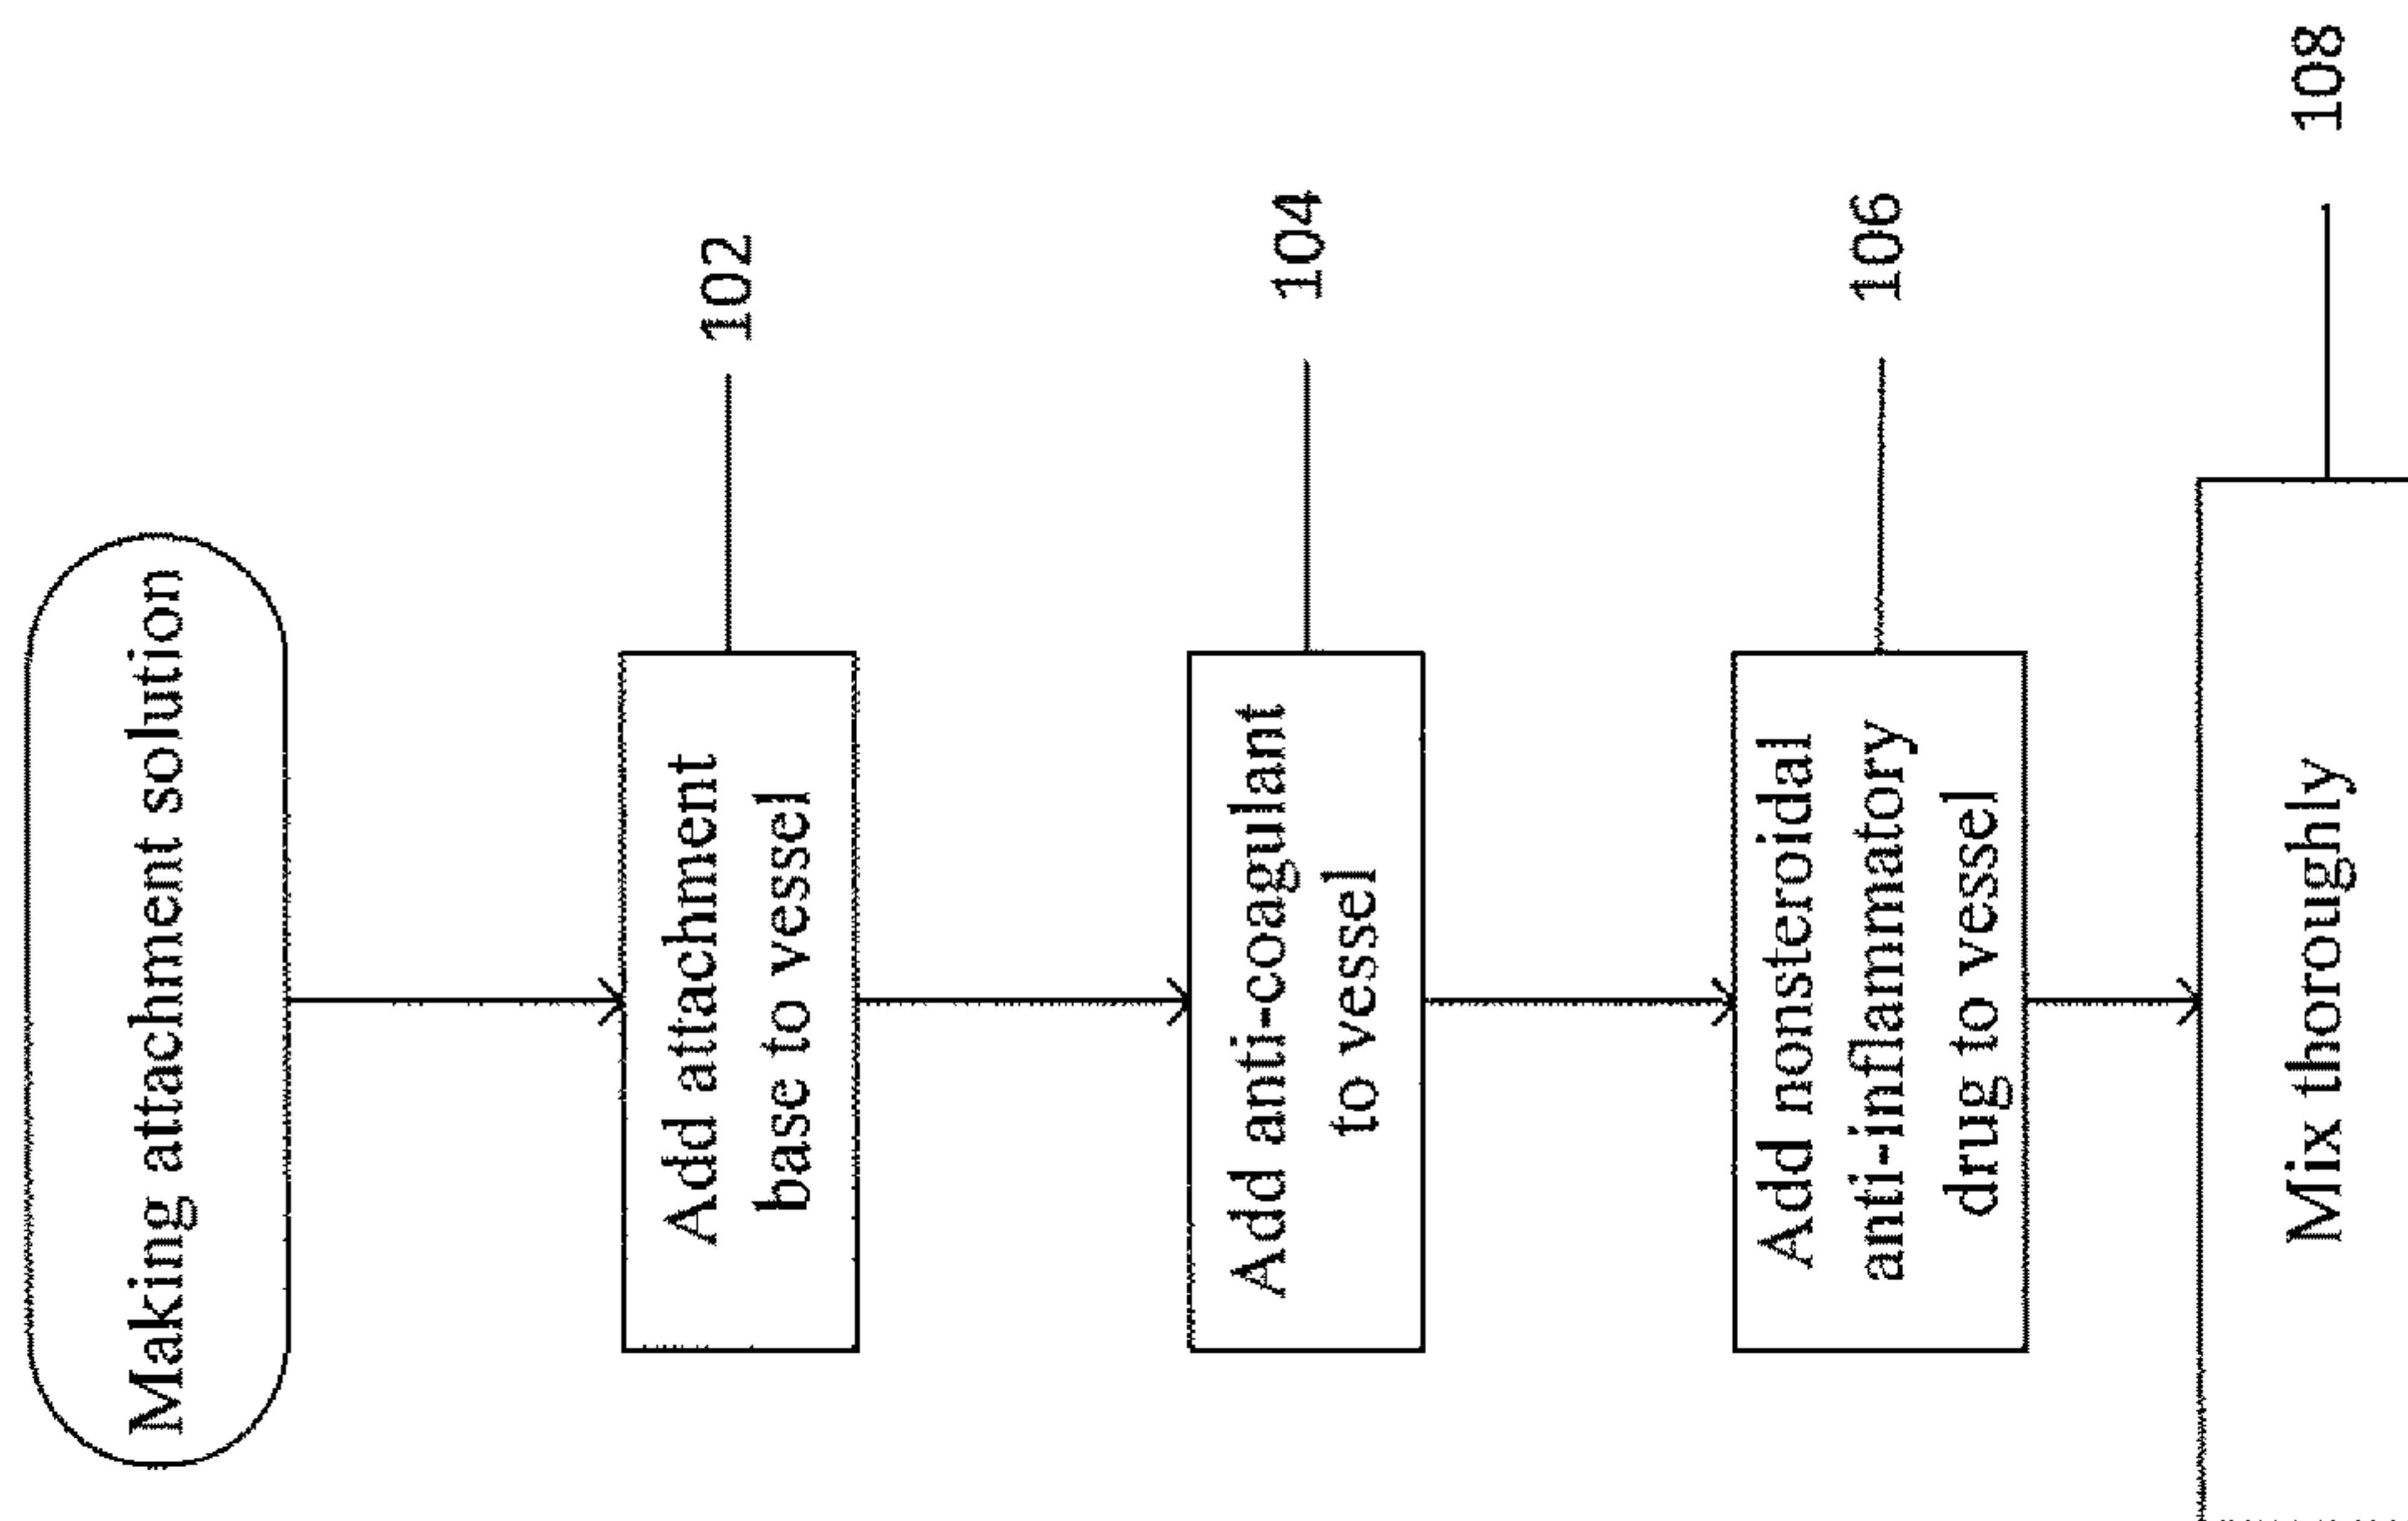 Making attachment solution
Add attachment
base to vessel
102
Add anti-coagulant
to vessel
104
Add nonsteroidal
anti-inflammatory
drug to vessel
106
Mix thoroughly
108